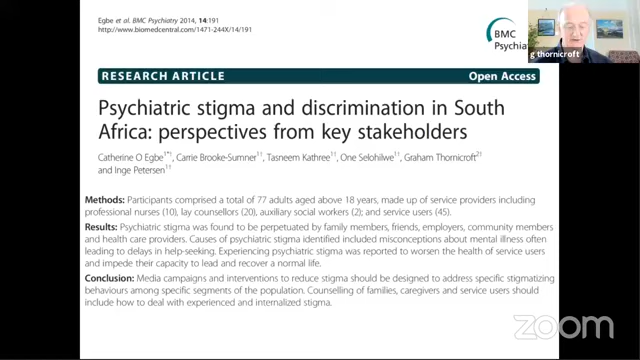 Egbe et al. BMC Psychiatry 2014, 14:191
http://www.biomedcentral.com/1471-244X/14/191
BMC
Psychi
g thornicroft
RESEARCH ARTICLE
Open Access
Psychiatric stigma and discrimination in South
Africa: perspectives from key stakeholders
Catherine O Egbe1*†, Carrie Brooke-Sumner1†, Tasneem Kathree1†, One Selohilwe1†, Graham Thornicroft2†
and Inge Petersen1†
Methods: Participants comprised a total of 77 adults aged above 18 years, made up of service providers including
professional nurses (10), lay counsellors (20), auxiliary social workers (2); and service users (45).
Results: Psychiatric stigma was found to be perpetuated by family members, friends, employers, community members
and health care providers. Causes of psychiatric stigma identified included misconceptions about mental illness often
leading to delays in help-seeking. Experiencing psychiatric stigma was reported to worsen the health of service users
and impede their capacity to lead and recover a normal life.
Conclusion: Media campaigns and interventions to reduce stigma should be designed to address specific stigmatizing
behaviours among specific segments of the population. Counselling of families, caregivers and service users should
include how to deal with experienced and internalized stigma.
zoom